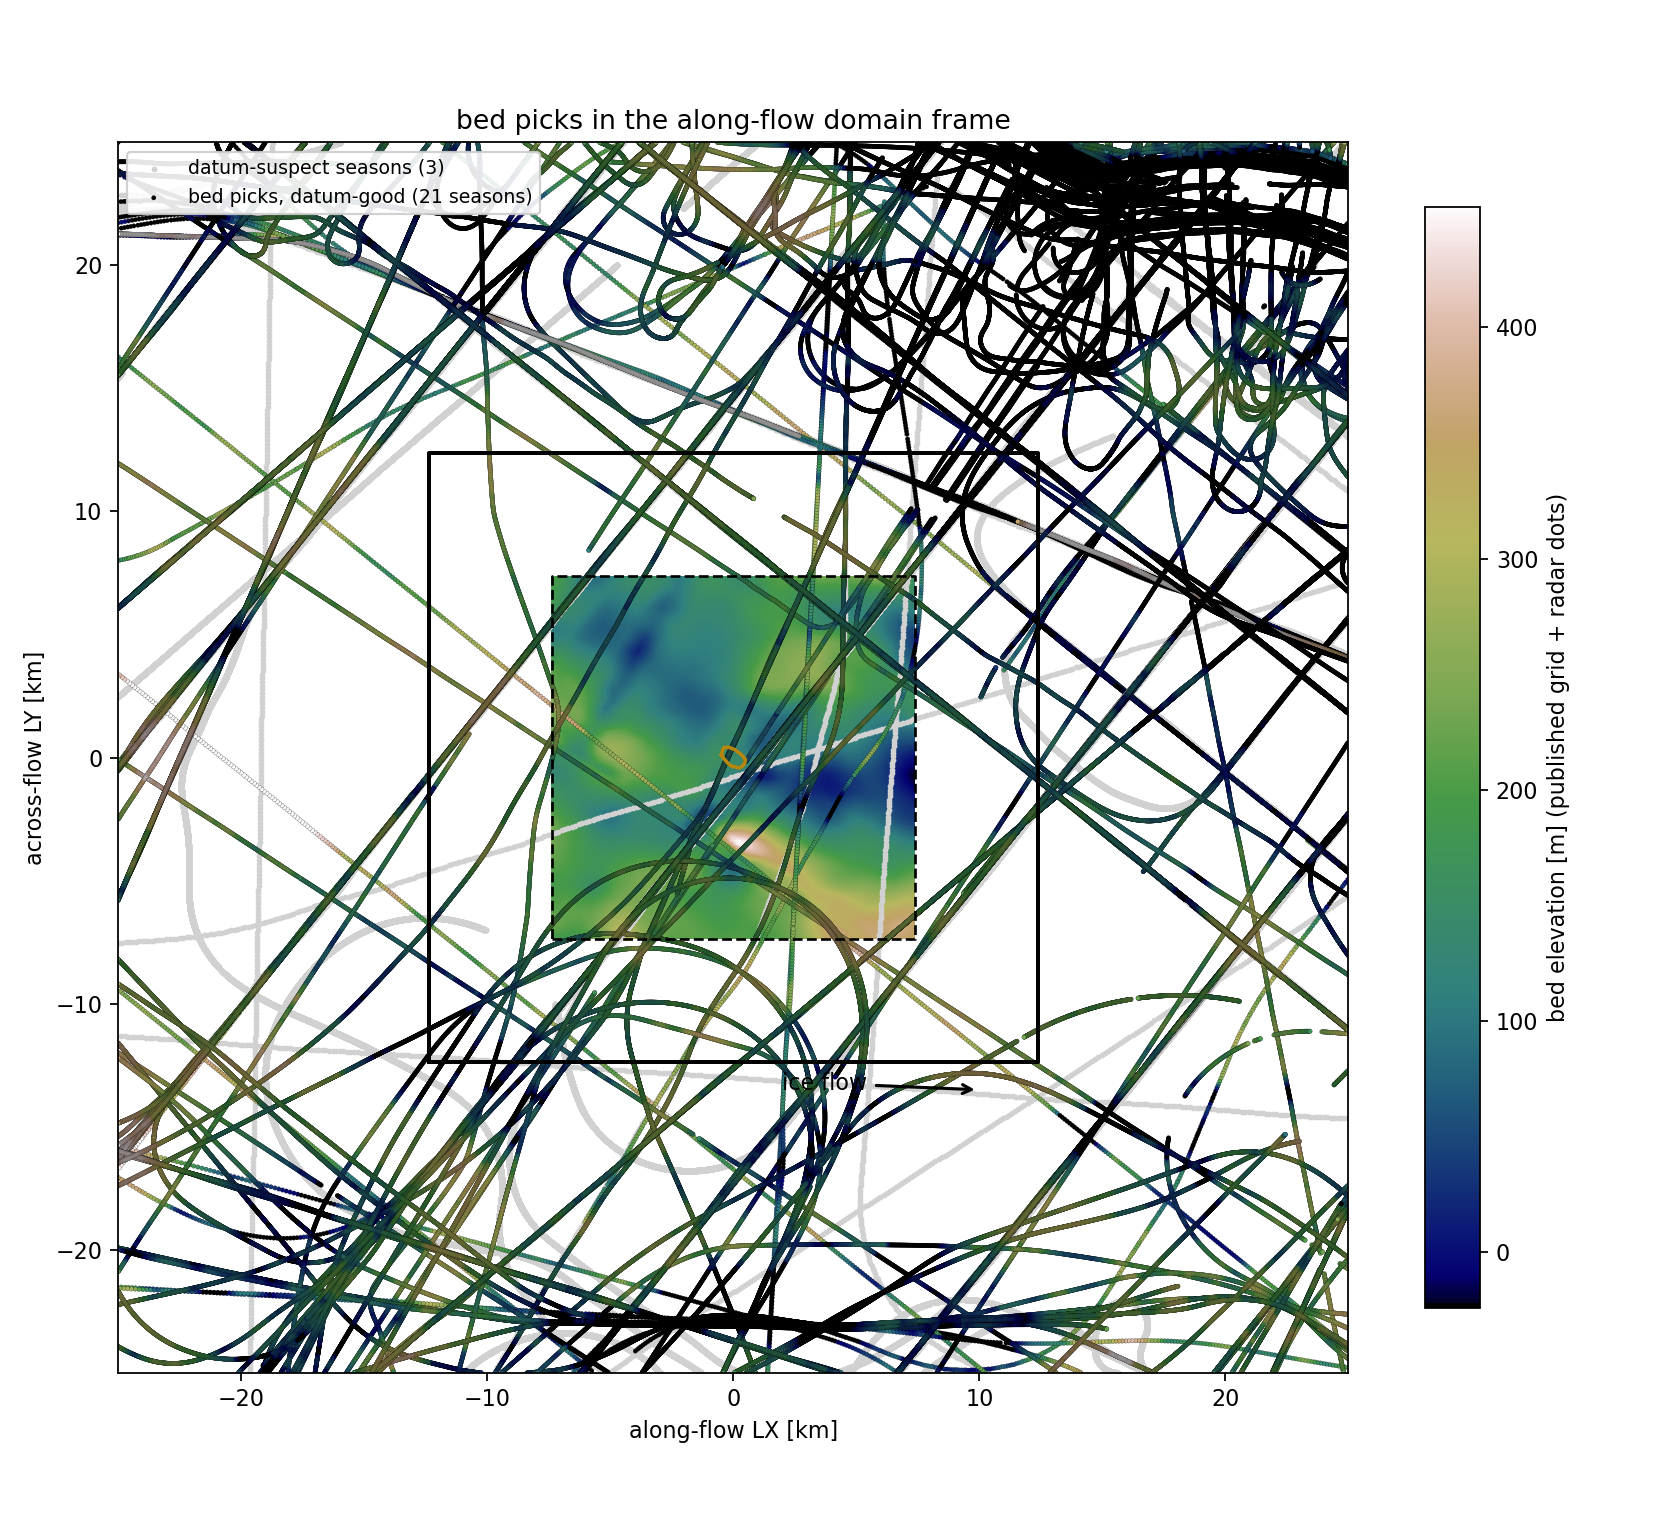 bed picks in the along-flow domain frame
datum-suspect seasons (3)
bed picks, datum-good (21 seasons)
20
10
0
−10
−20
across-flow LY [km]
ice flow
−20
−10
0
10
20
along-flow LX [km]
400
300
200
100
0
bed elevation [m] (published grid + radar dots)